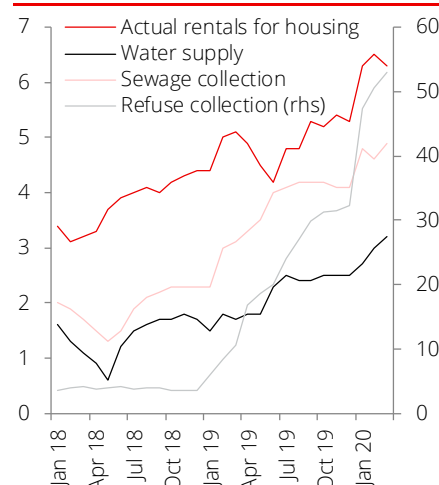 Actual rentals for housing
Water supply
Sewage collection
Refuse collection (rhs)
7
6
5
4
3
2
1
0
60
50
40
30
20
10
0
Jan 18
Apr 18
Jul 18
Oct 18
Jan 19
Apr 19
Jul 19
Oct 19
Jan 20